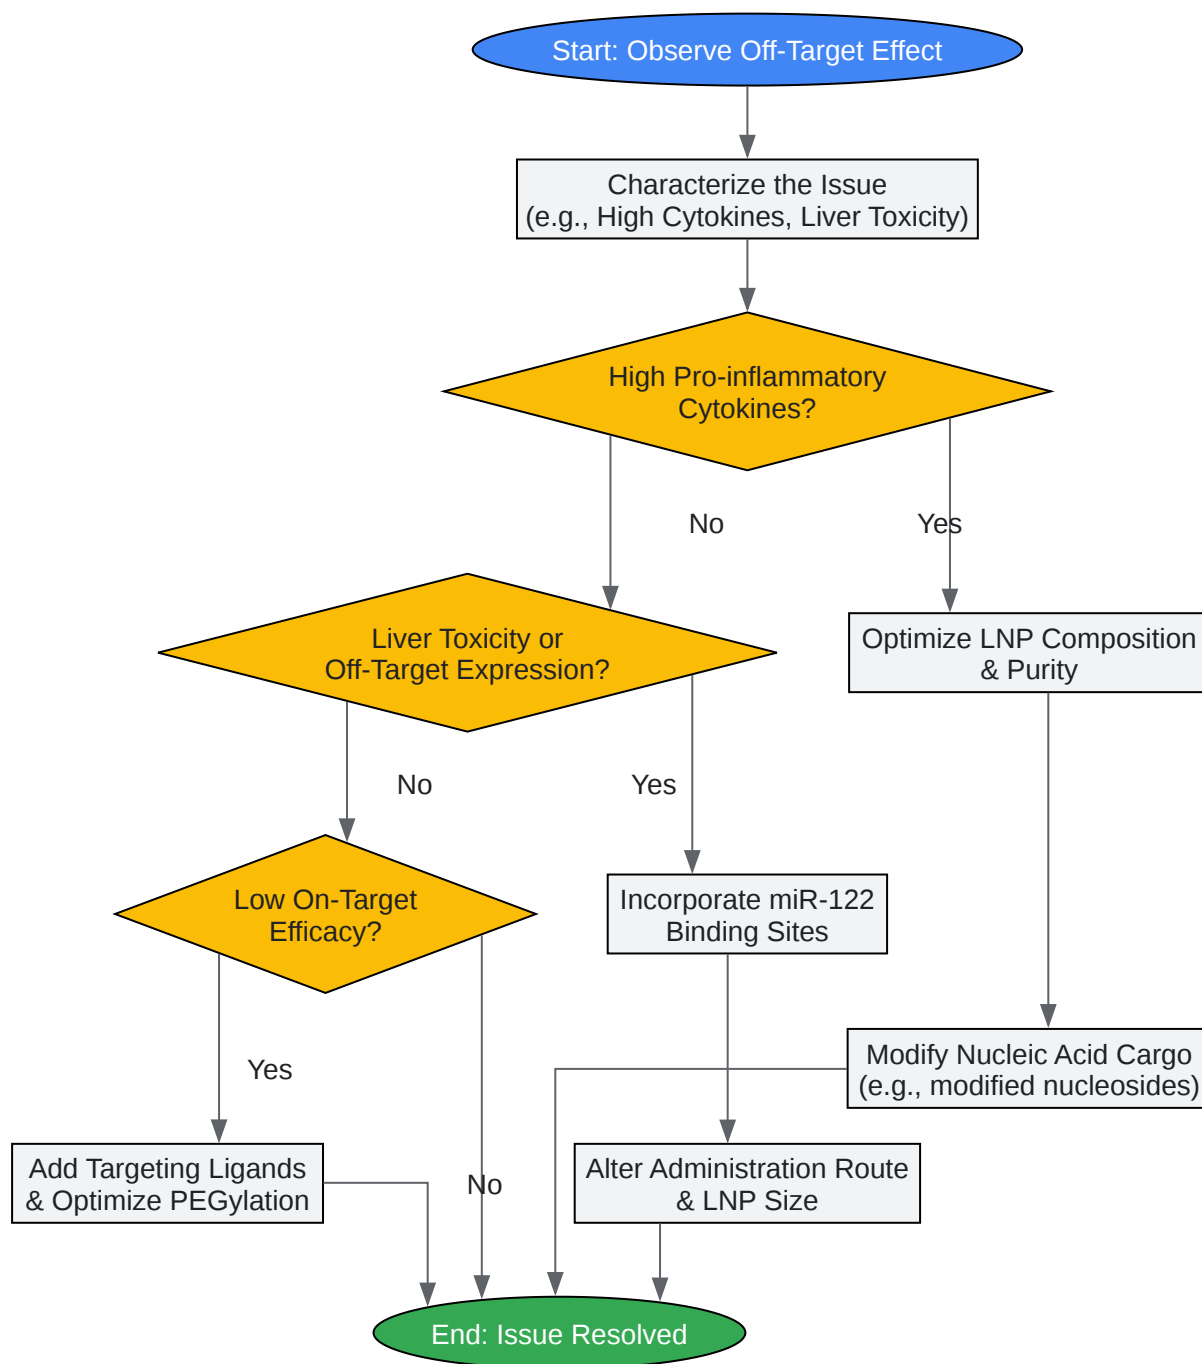 Start: Observe Off-Target Effect
Characterize the Issue
(e.g., High Cytokines, Liver Toxicity)
High Pro-inflammatory
Cytokines?
No
Yes
Liver Toxicity or
Off-Target Expression?
Optimize LNP Composition
& Purity
No
Yes
Low On-Target
Efficacy?
Incorporate miR-122
Binding Sites
Yes
Modify Nucleic Acid Cargo
(e.g., modified nucleosides)
Add Targeting Ligands
& Optimize PEGylation
No
Alter Administration Route
& LNP Size
End: Issue Resolved